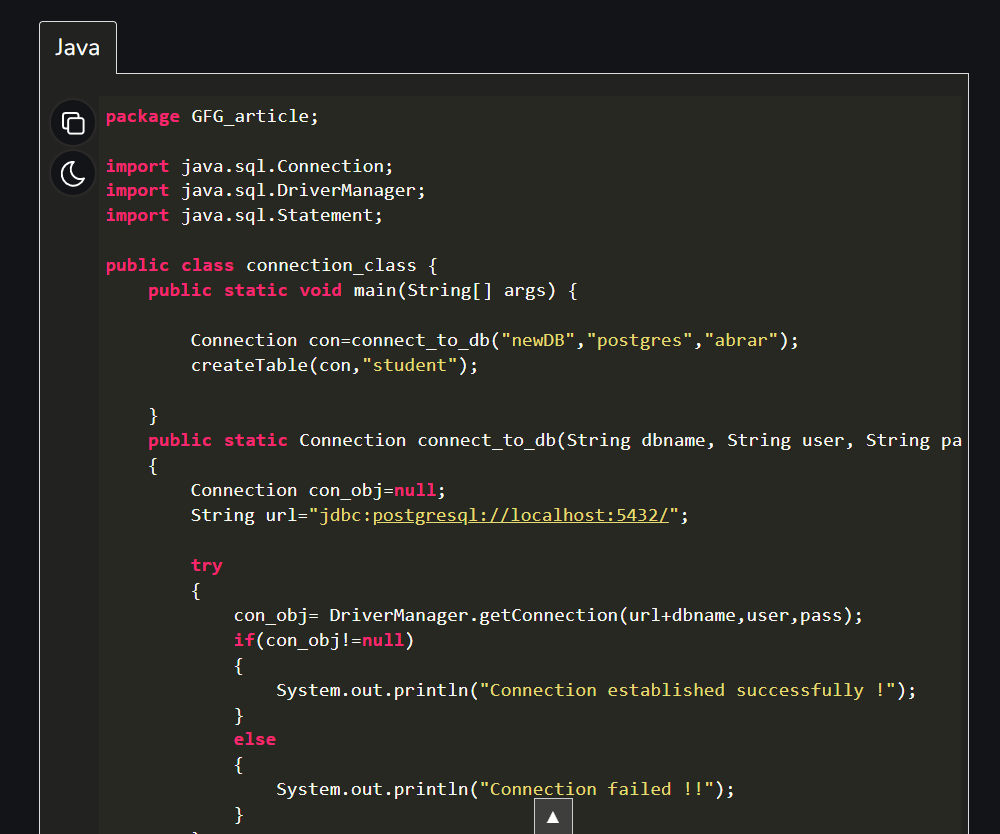 Java
package GFG_article;
import java.sql.Connection;
import java.sql.DriverManager;
import java.sql.Statement;
public class connection_class {
    public static void main(String[] args) {
        Connection con=connect_to_db("newDB","postgres","abrar");
        createTable(con,"student");
    }
    public static Connection connect_to_db(String dbname, String user, String pa
    {
        Connection con_obj=null;
        String url="jdbc:postgresql://localhost:5432/";
        try
        {
            con_obj= DriverManager.getConnection(url+dbname,user,pass);
            if(con_obj!=null)
            {
                System.out.println("Connection established successfully !");
            }
            else
            {
                System.out.println("Connection failed !!");
            }